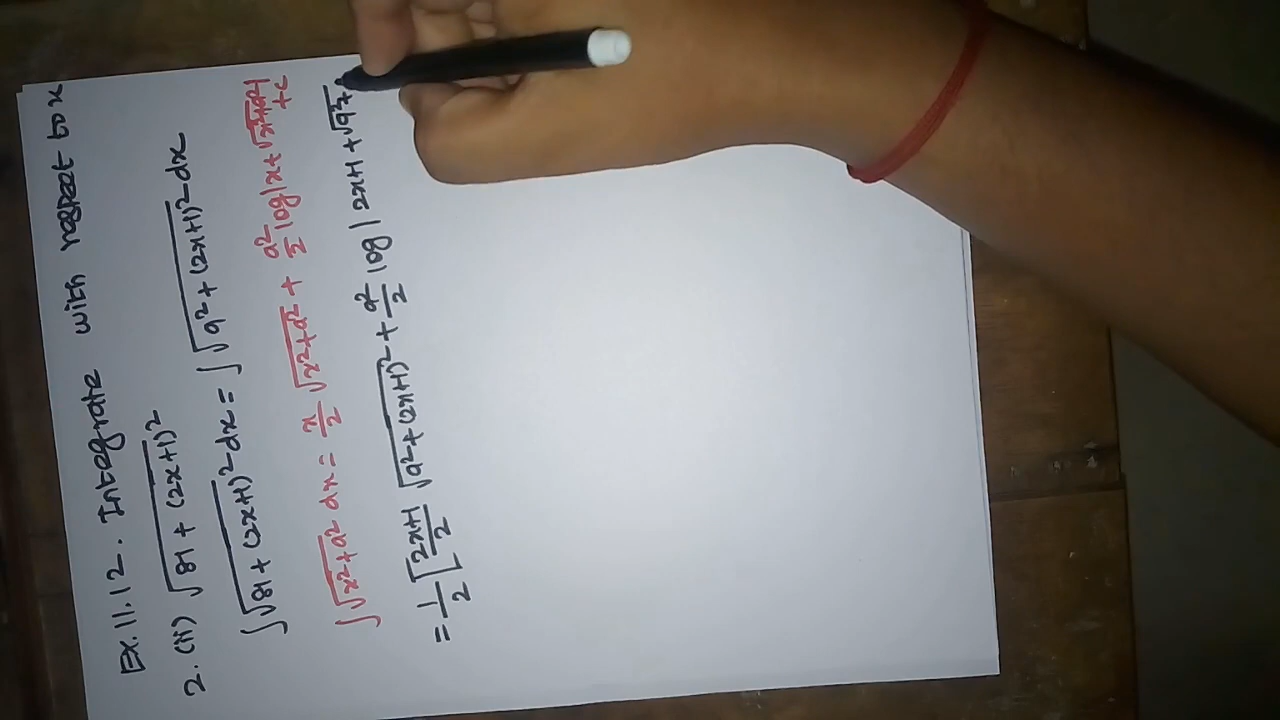 Ex.11.12. Integrate with respect to x
2.(ii) √81 + (2x+1)²
∫√81 + (2x+1)² dx = ∫√9² + (2x+1)² dx
∫√x²+a² dx = x/2 √x²+a² + a²/2 log|x+√x²+a²| +c
= 1/2 [2x+1/2 √9²+(2x+1)² + 9²/2 log|2x+1+√9²+